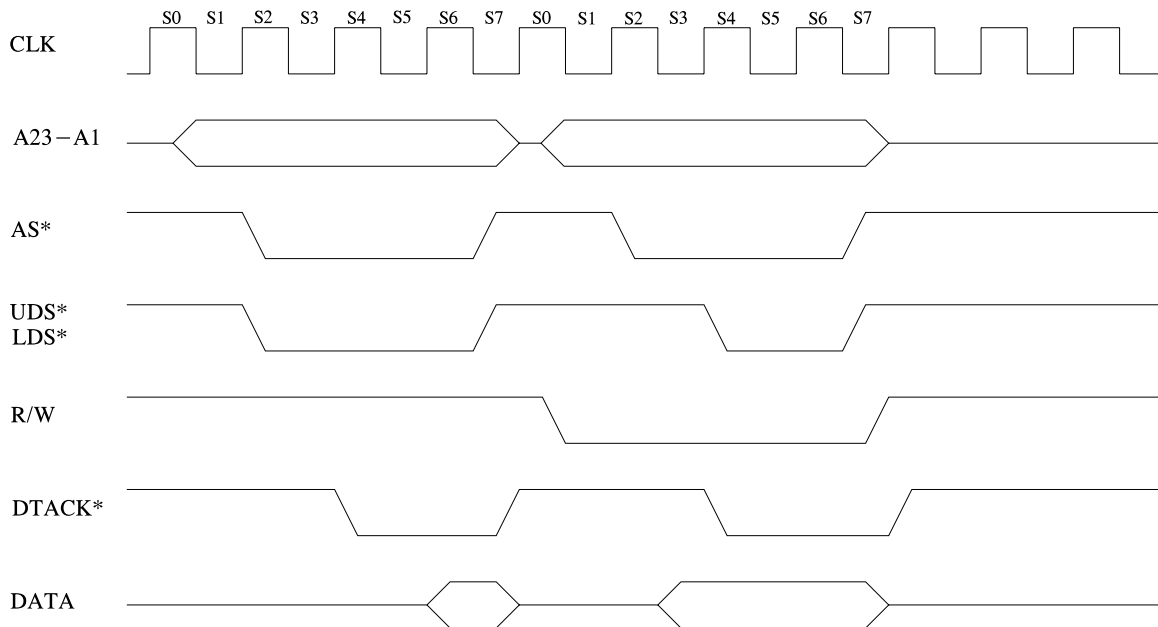 S0 S1 S2 S3 S4 S5 S6 S7 S0 S1 S2 S3 S4 S5 S6 S7
CLK
A23−A1
AS*
UDS*
LDS*
R/W
DTACK*
DATA